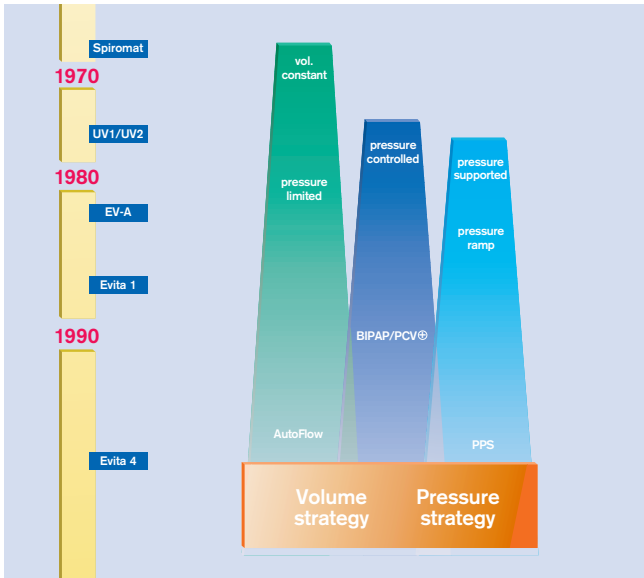 Spiromat
1970
UV1/UV2
1980
EV-A
Evita 1
1990
Evita 4
vol.
constant
pressure
limited
AutoFlow
pressure
controlled
BIPAP/PCV⊕
pressure
supported
pressure
ramp
PPS
Volume
strategy
Pressure
strategy